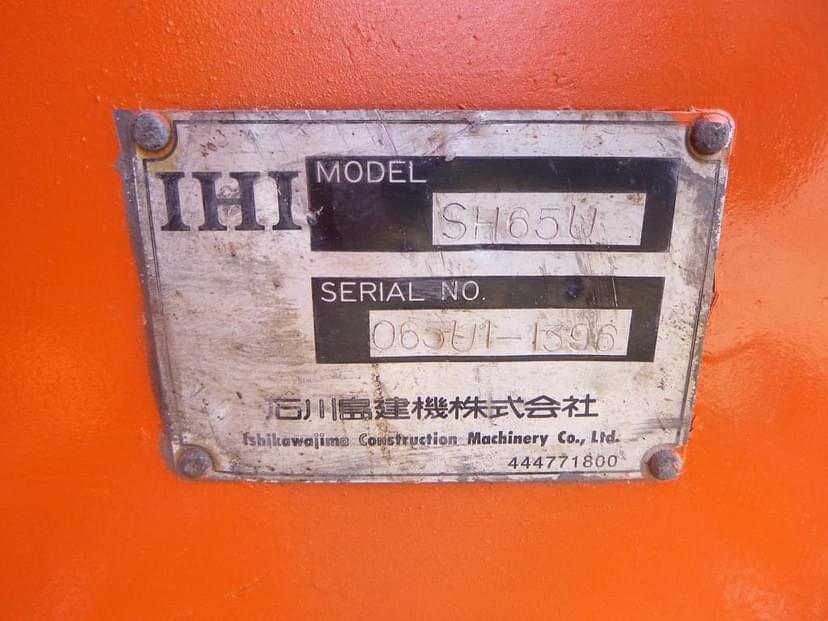 IHI
MODEL
SH65U
SERIAL NO.
065U1-1396
石川島建機株式会社
Ishikawajima Construction Machinery Co., Ltd.
444771800